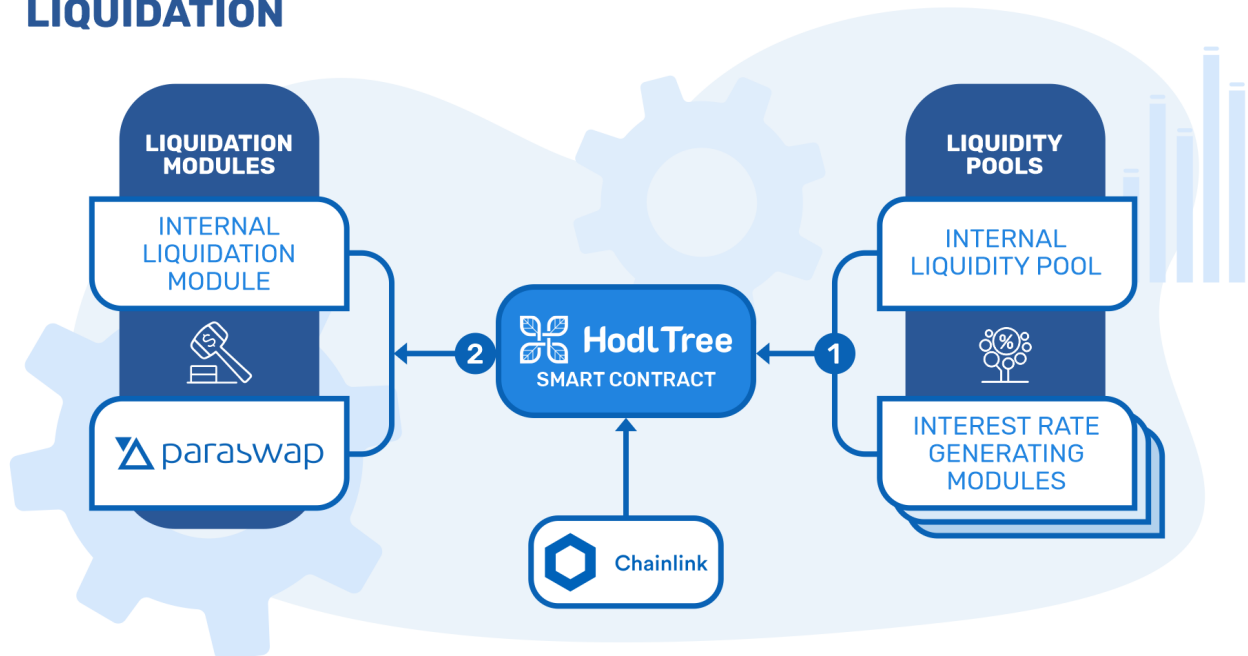 LIQUIDATION
LIQUIDATION
MODULES
INTERNAL
LIQUIDATION
MODULE
$
paraswap
2
HodlTree
SMART CONTRACT
1
Chainlink
LIQUIDITY
POOLS
INTERNAL
LIQUIDITY POOL
%
INTEREST RATE
GENERATING
MODULES